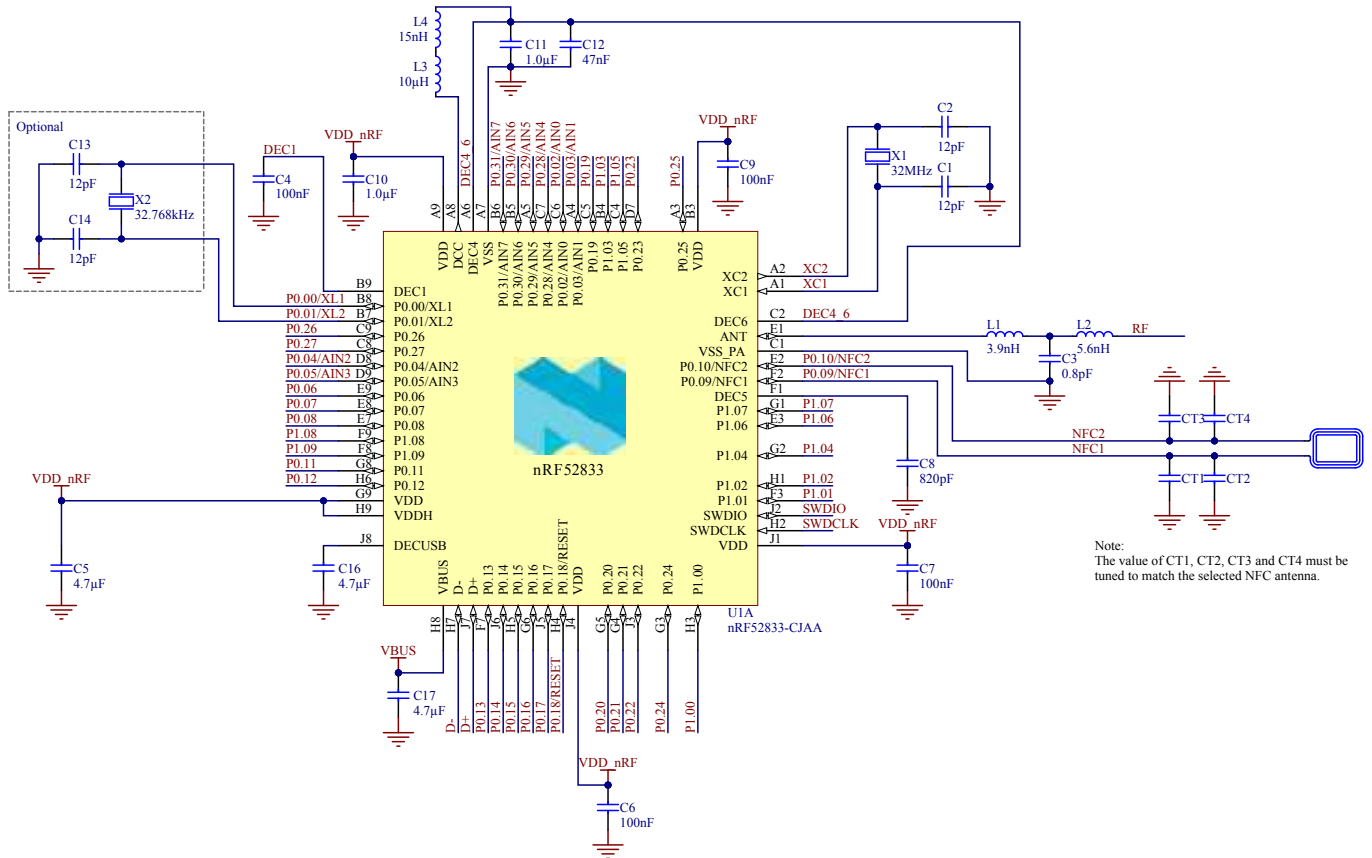 L4
15nH
L3
10µH
C11
1.0µF
C12
47nF
Optional
C13
12pF
X2
32.768kHz
C14
12pF
DEC1
C4
100nF
VDD_nRF
C10
1.0µF
DEC4_6
P0.31/AIN7
P0.30/AIN6
P0.29/AIN5
P0.28/AIN4
P0.02/AIN0
P0.03/AIN1
P0.19
P1.03
P1.05
P0.23
P0.25
VDD_nRF
C9
100nF
C2
12pF
X1
32MHz
C1
12pF
A9
A8
A6
A7
B6
B5
A5
C7
C6
A4
C5
B4
C4
D7
A3
B3
VDD
DCC
DEC4
VSS
P0.31/AIN7
P0.30/AIN6
P0.29/AIN5
P0.28/AIN4
P0.02/AIN0
P0.03/AIN1
P0.19
P1.03
P1.05
P0.23
P0.25
VDD
B9 DEC1
P0.00/XL1 B8 P0.00/XL1
P0.01/XL2 B7 P0.01/XL2
P0.26 C9 P0.26
P0.27 C8 P0.27
P0.04/AIN2 D8 P0.04/AIN2
P0.05/AIN3 D9 P0.05/AIN3
P0.06 E9 P0.06
P0.07 E8 P0.07
P0.08 E7 P0.08
P1.08 F9 P1.08
P1.09 F8 P1.09
P0.11 G8 P0.11
P0.12 H6 P0.12
G9 VDD
H9 VDDH
J8 DECUSB
VDD_nRF
C5
4.7µF
C16
4.7µF
nRF52833
XC2 A2 XC2
XC1 A1 XC1
DEC6 C2 DEC4_6
ANT E1
VSS_PA C1
P0.10/NFC2 E2 P0.10/NFC2
P0.09/NFC1 F2 P0.09/NFC1
DEC5 F1
P1.07 G1 P1.07
P1.06 E3 P1.06
P1.04 G2 P1.04
P1.02 H1 P1.02
P1.01 F3 P1.01
SWDIO J2 SWDIO
SWDCLK H2 SWDCLK
VDD J1
L1
3.9nH
L2
5.6nH
RF
C3
0.8pF
C8
820pF
VDD_nRF
C7
100nF
CT3
CT4
NFC2
NFC1
CT1
CT2
Note:
The value of CT1, CT2, CT3 and CT4 must be
tuned to match the selected NFC antenna.
VBUS
D-
D+
P0.13
P0.14
P0.15
P0.16
P0.17
P0.18/RESET
VDD
P0.20
P0.21
P0.22
P0.24
P1.00
U1A
nRF52833-CJAA
H8
H7
J7
F7
J6
H5
G6
J5
H4
J4
G5
G4
J3
G3
H3
VBUS
C17
4.7µF
D-
D+
P0.13
P0.14
P0.15
P0.16
P0.17
P0.18/RESET
P0.20
P0.21
P0.22
P0.24
P1.00
VDD_nRF
C6
100nF